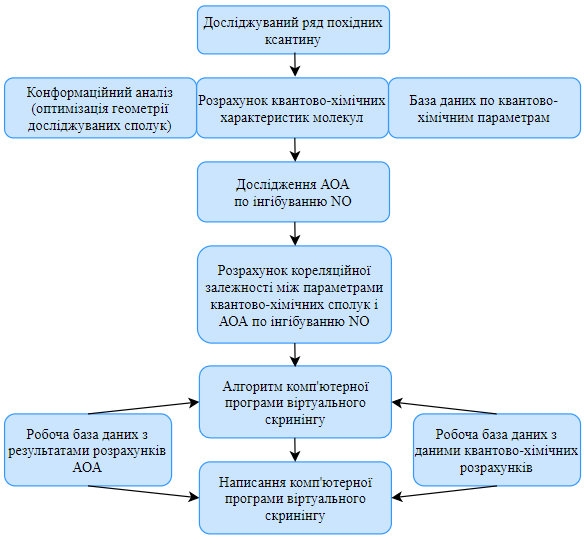 Досліджуваний ряд похідних
ксантину
Конформаційний аналіз
(оптимізація геометрії
досліджуваних сполук)
Розрахунок квантово-хімічних
характеристик молекул
База даних по квантово-
хімічним параметрам
Дослідження АОА
по інгібуванню NO
Розрахунок кореляційної
залежності між параметрами
квантово-хімічних сполук і
АОА по інгібуванню NO
Алгоритм комп'ютерної
програми віртуального
скринінгу
Робоча база даних з
результатами розрахунків
АОА
Робоча база даних з
даними квантово-хімічних
розрахунків
Написання комп'ютерної
програми віртуального
скринінгу